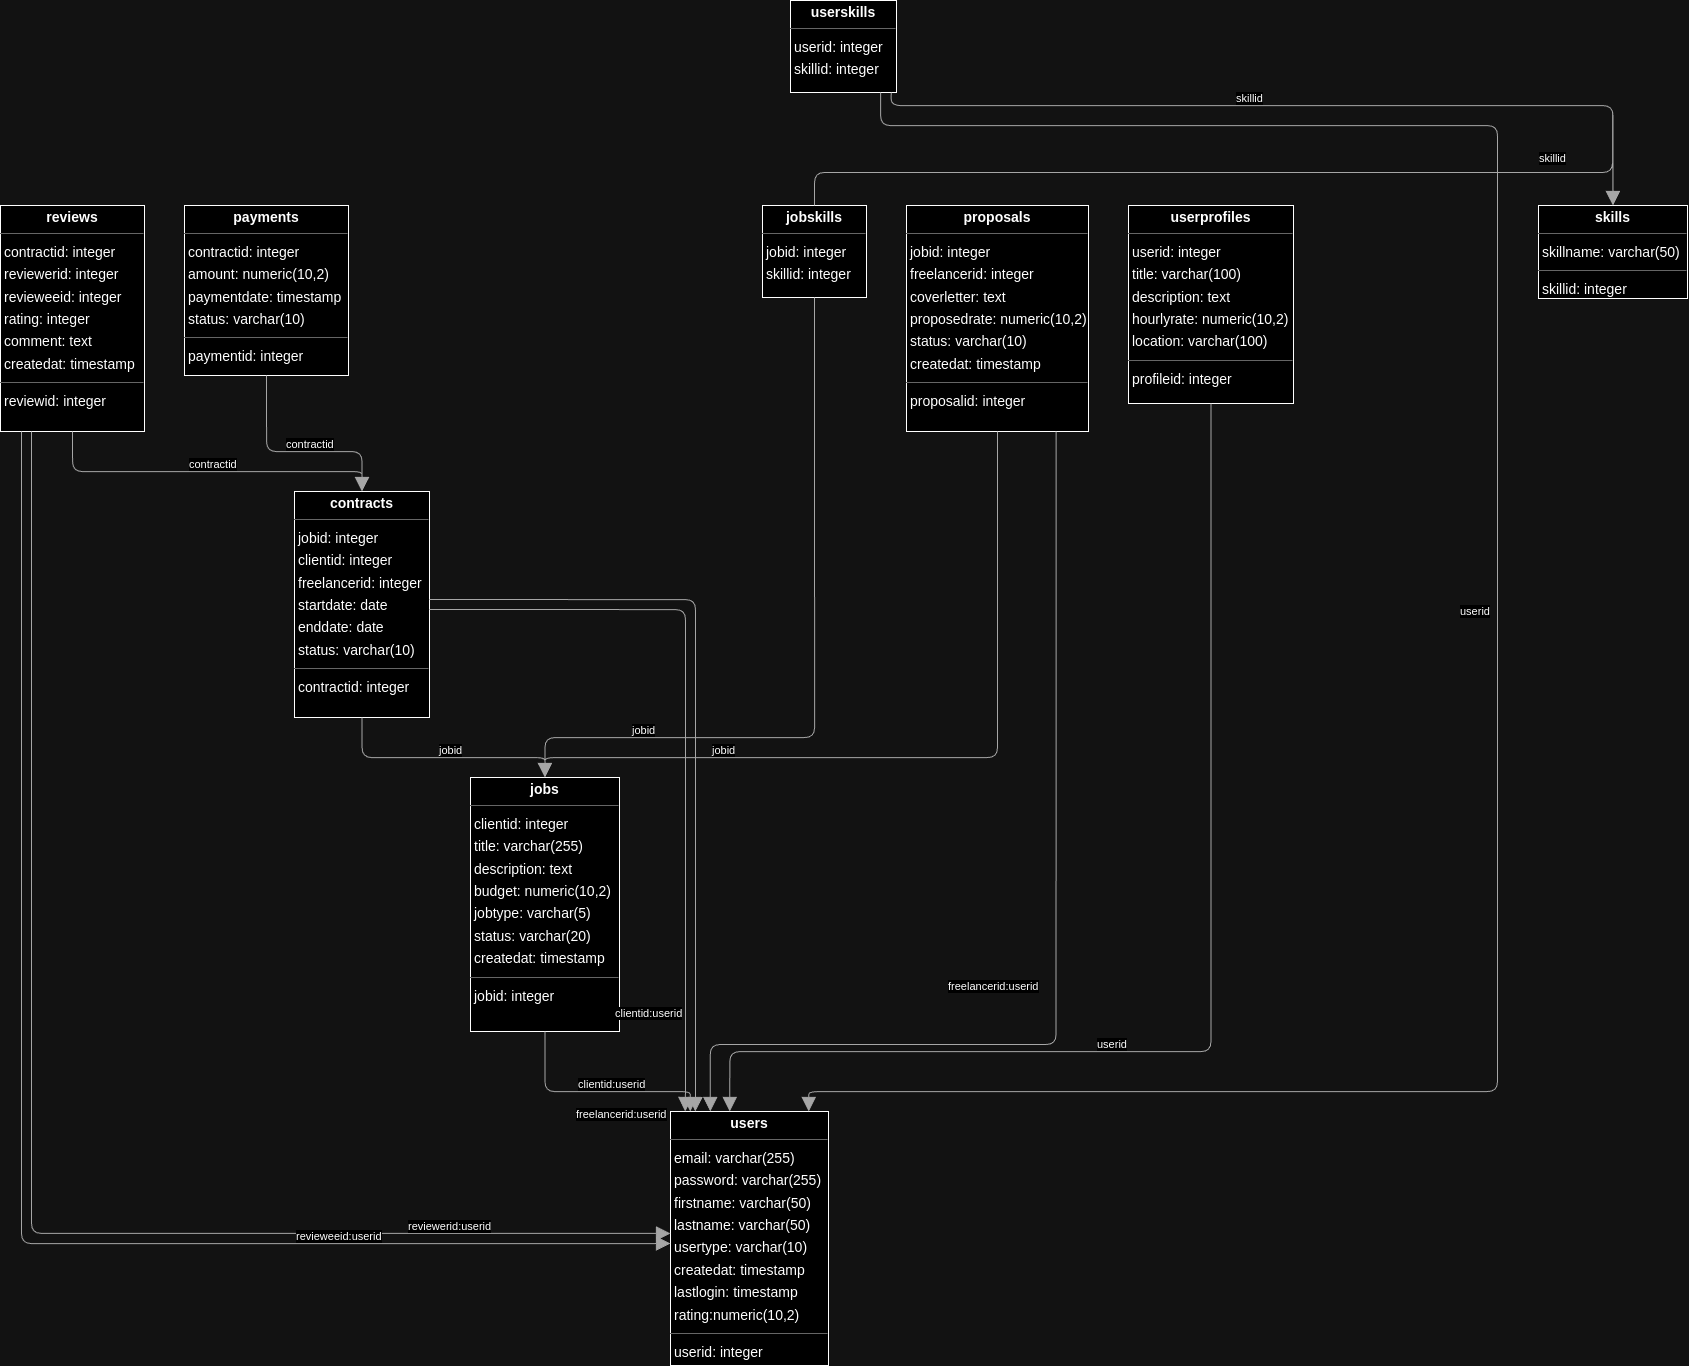 userskills
userid: integer
skillid: integer
skillid
skillid
reviews
contractid: integer
reviewerid: integer
revieweeid: integer
rating: integer
comment: text
createdat: timestamp
reviewid: integer
payments
contractid: integer
amount: numeric(10,2)
paymentdate: timestamp
status: varchar(10)
paymentid: integer
jobskills
jobid: integer
skillid: integer
proposals
jobid: integer
freelancerid: integer
coverletter: text
proposedrate: numeric(10,2)
status: varchar(10)
createdat: timestamp
proposalid: integer
userprofiles
userid: integer
title: varchar(100)
description: text
hourlyrate: numeric(10,2)
location: varchar(100)
profileid: integer
skills
skillname: varchar(50)
skillid: integer
contractid
contractid
contracts
jobid: integer
clientid: integer
freelancerid: integer
startdate: date
enddate: date
status: varchar(10)
contractid: integer
userid
jobid
jobid
jobid
jobs
clientid: integer
title: varchar(255)
description: text
budget: numeric(10,2)
jobtype: varchar(5)
status: varchar(20)
createdat: timestamp
jobid: integer
freelancerid:userid
clientid:userid
userid
clientid:userid
freelancerid:userid
users
email: varchar(255)
password: varchar(255)
firstname: varchar(50)
lastname: varchar(50)
usertype: varchar(10)
createdat: timestamp
lastlogin: timestamp
rating:numeric(10,2)
userid: integer
reviewerid:userid
revieweeid:userid